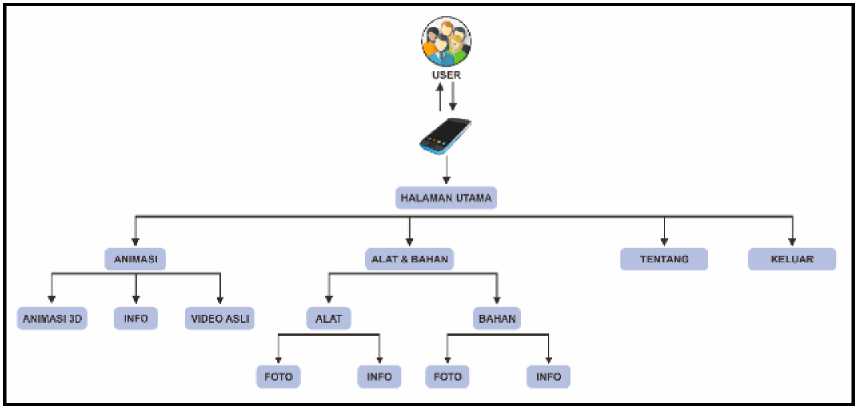 USER
HALAMAN UTAMA
ANIMASI
ALAT & BAHAN
TENTANG
KELUAR
ANIMASI 3D
INFO
VIDEO ASLI
ALAT
BAHAN
FOTO
INFO
FOTO
INFO